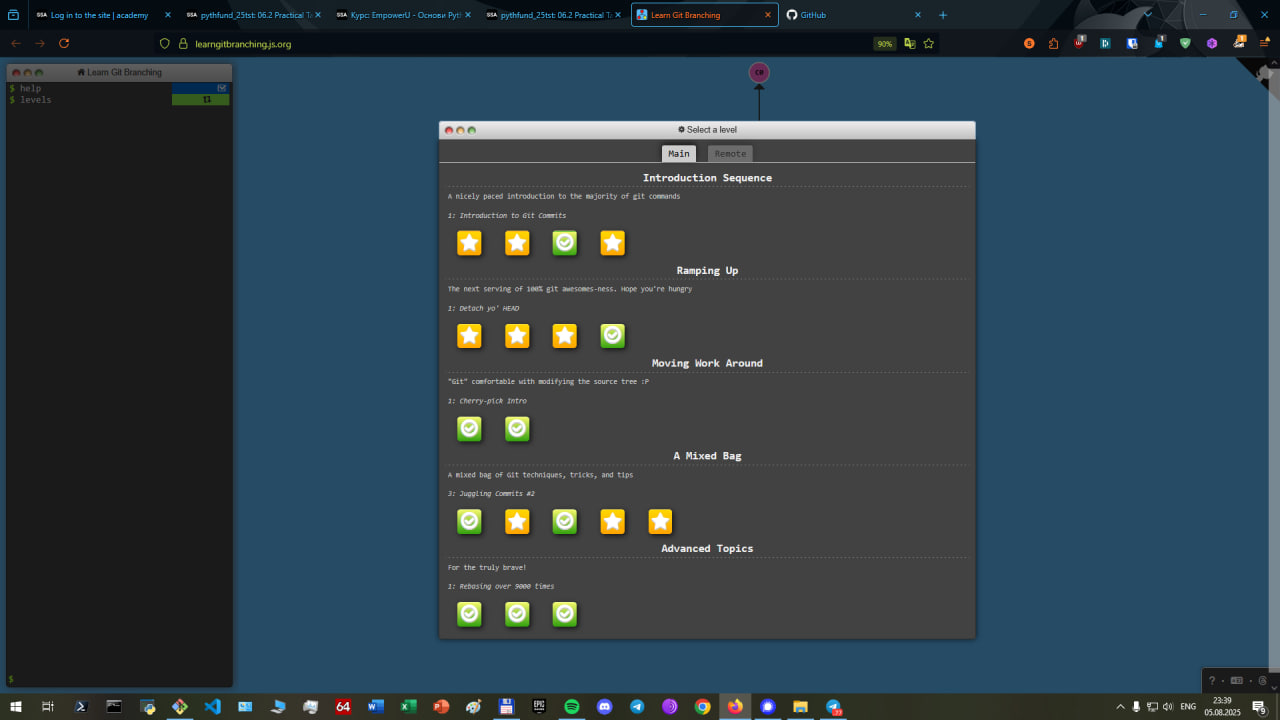 Log in to the site | academy
pythfund_25tst: 06.2 Practical Ta
Курс: EmpowerU - Основи Pyth
pythfund_25tst: 06.2 Practical Ta
Learn Git Branching
GitHub
learngitbranching.js.org
90%
Learn Git Branching
$ help
$ levels
$
C0
Select a level
Main
Remote
Introduction Sequence
A nicely paced introduction to the majority of git commands
1: Introduction to Git Commits
Ramping Up
The next serving of 100% git awesomes-ness. Hope you're hungry
1: Detach yo' HEAD
Moving Work Around
"Git" comfortable with modifying the source tree :P
1: Cherry-pick Intro
A Mixed Bag
A mixed bag of Git techniques, tricks, and tips
3: Juggling Commits #2
Advanced Topics
For the truly brave!
1: Rebasing over 9000 times
64
ENG
23:39
05.08.2025